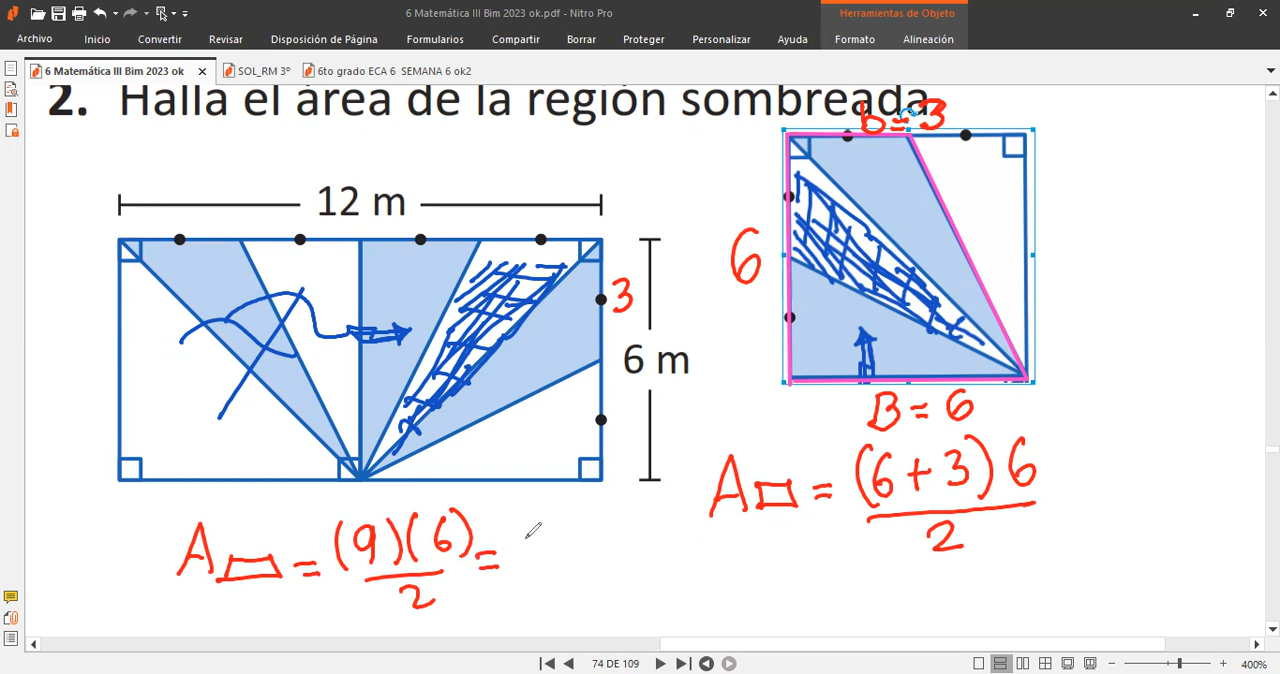 6 Matemática III Bim 2023 ok.pdf - Nitro Pro
Herramientas de Objeto
Archivo Inicio Convertir Revisar Disposición de Página Formularios Compartir Borrar Proteger Personalizar Ayuda Formato Alineación
6 Matemática III Bim 2023 ok SOL_RM 3° 6to grado ECA 6 SEMANA 6 ok2
2. Halla el área de la región sombreada
b = 3
12 m
6
3
6 m
B = 6
A▭ = (6 + 3) 6
2
A▱ = (9)(6) =
2
74 DE 109
400%